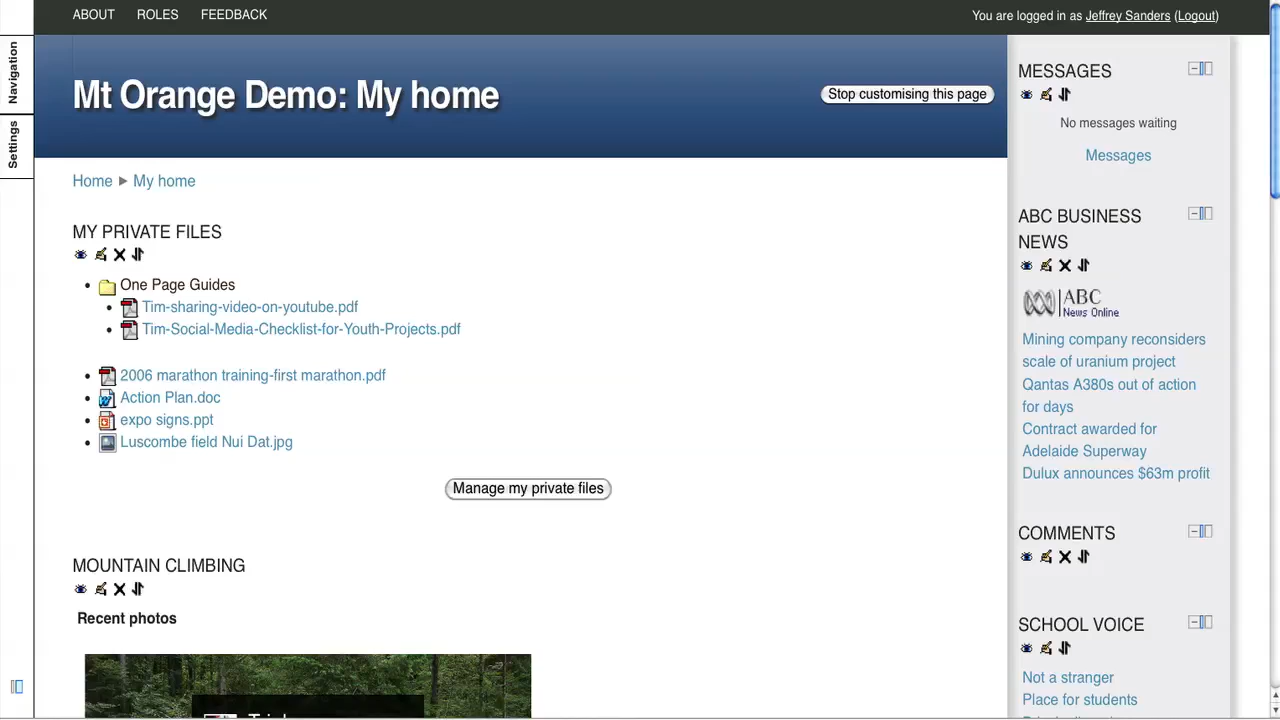 ABOUT ROLES FEEDBACK
You are logged in as Jeffrey Sanders (Logout)
Navigation
Settings
Mt Orange Demo: My home
Stop customising this page
Home ► My home
MY PRIVATE FILES
One Page Guides
Tim-sharing-video-on-youtube.pdf
Tim-Social-Media-Checklist-for-Youth-Projects.pdf
2006 marathon training-first marathon.pdf
Action Plan.doc
expo signs.ppt
Luscombe field Nui Dat.jpg
Manage my private files
MOUNTAIN CLIMBING
Recent photos
MESSAGES
No messages waiting
Messages
ABC BUSINESS
NEWS
ABC
News Online
Mining company reconsiders
scale of uranium project
Qantas A380s out of action
for days
Contract awarded for
Adelaide Superway
Dulux announces $63m profit
COMMENTS
SCHOOL VOICE
Not a stranger
Place for students